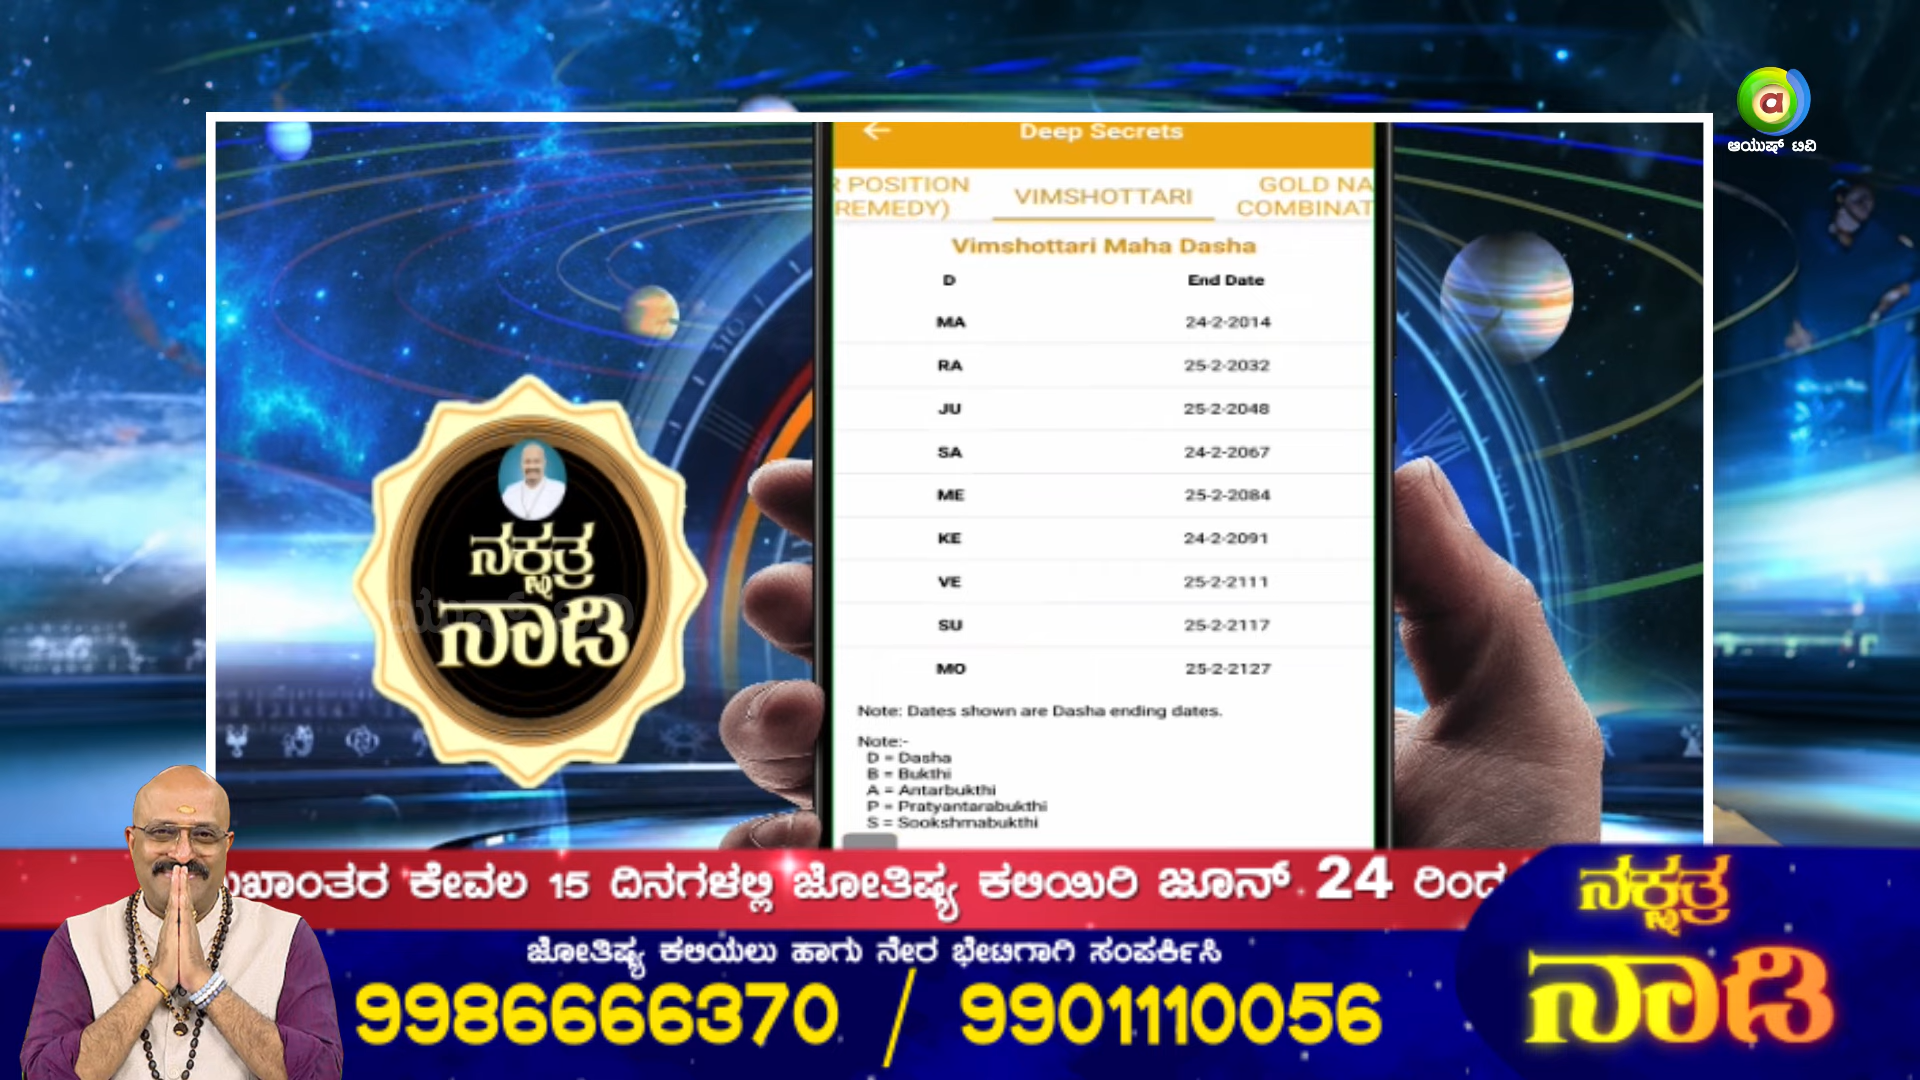 ಆಯುಷ್ ಟಿವಿ
Deep Secrets
POSITION
REMEDY)
VIMSHOTTARI
GOLD NA
COMBINAT
Vimshottari Maha Dasha
D End Date
MA 24-2-2014
RA 25-2-2032
JU 25-2-2048
SA 24-2-2067
ME 25-2-2084
KE 24-2-2091
VE 25-2-2111
SU 25-2-2117
MO 25-2-2127
Note: Dates shown are Dasha ending dates.
Note:-
D = Dasha
B = Bukthi
A = Antarbukthi
P = Pratyantarabukthi
S = Sookshmabukthi
ನಕ್ಷತ್ರ
ನಾಡಿ
ಮುಖಾಂತರ ಕೇವಲ 15 ದಿನಗಳಲ್ಲಿ ಜ್ಯೋತಿಷ್ಯ ಕಲಿಯಿರಿ ಜೂನ್ 24 ರಿಂದ
ಜ್ಯೋತಿಷ್ಯ ಕಲಿಯಲು ಹಾಗು ನೇರ ಭೇಟಿಗಾಗಿ ಸಂಪರ್ಕಿಸಿ
9986666370 / 9901110056
ನಕ್ಷತ್ರ
ನಾಡಿ